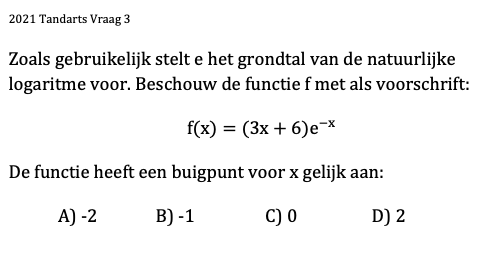 2021 Tandarts Vraag 3
Zoals gebruikelijk stelt e het grondtal van de natuurlijke
logaritme voor. Beschouw de functie f met als voorschrift:
f(x) = (3x + 6)e⁻ˣ
De functie heeft een buigpunt voor x gelijk aan:
A) -2 B) -1 C) 0 D) 2